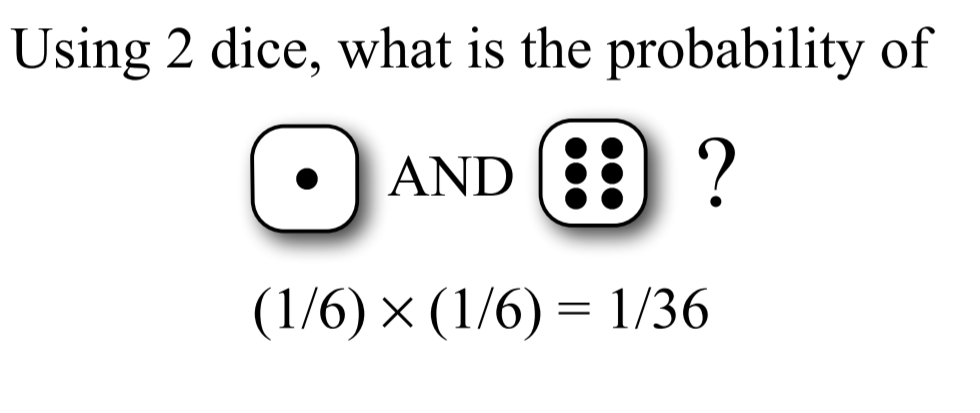 Using 2 dice, what is the probability of
AND ?
(1/6) × (1/6) = 1/36